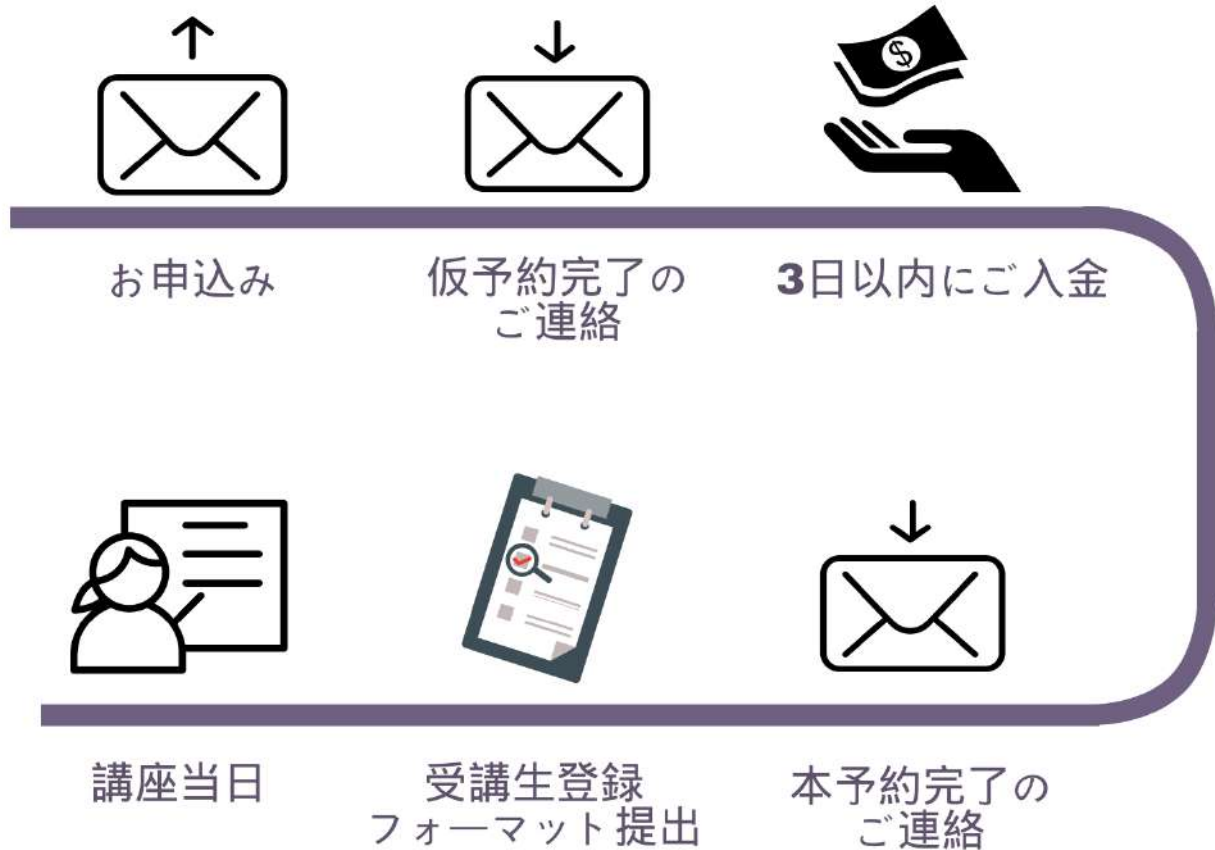 $
お申込み
仮予約完了の
ご連絡
3日以内にご入金
本予約完了の
ご連絡
受講生登録
フォーマット提出
講座当日